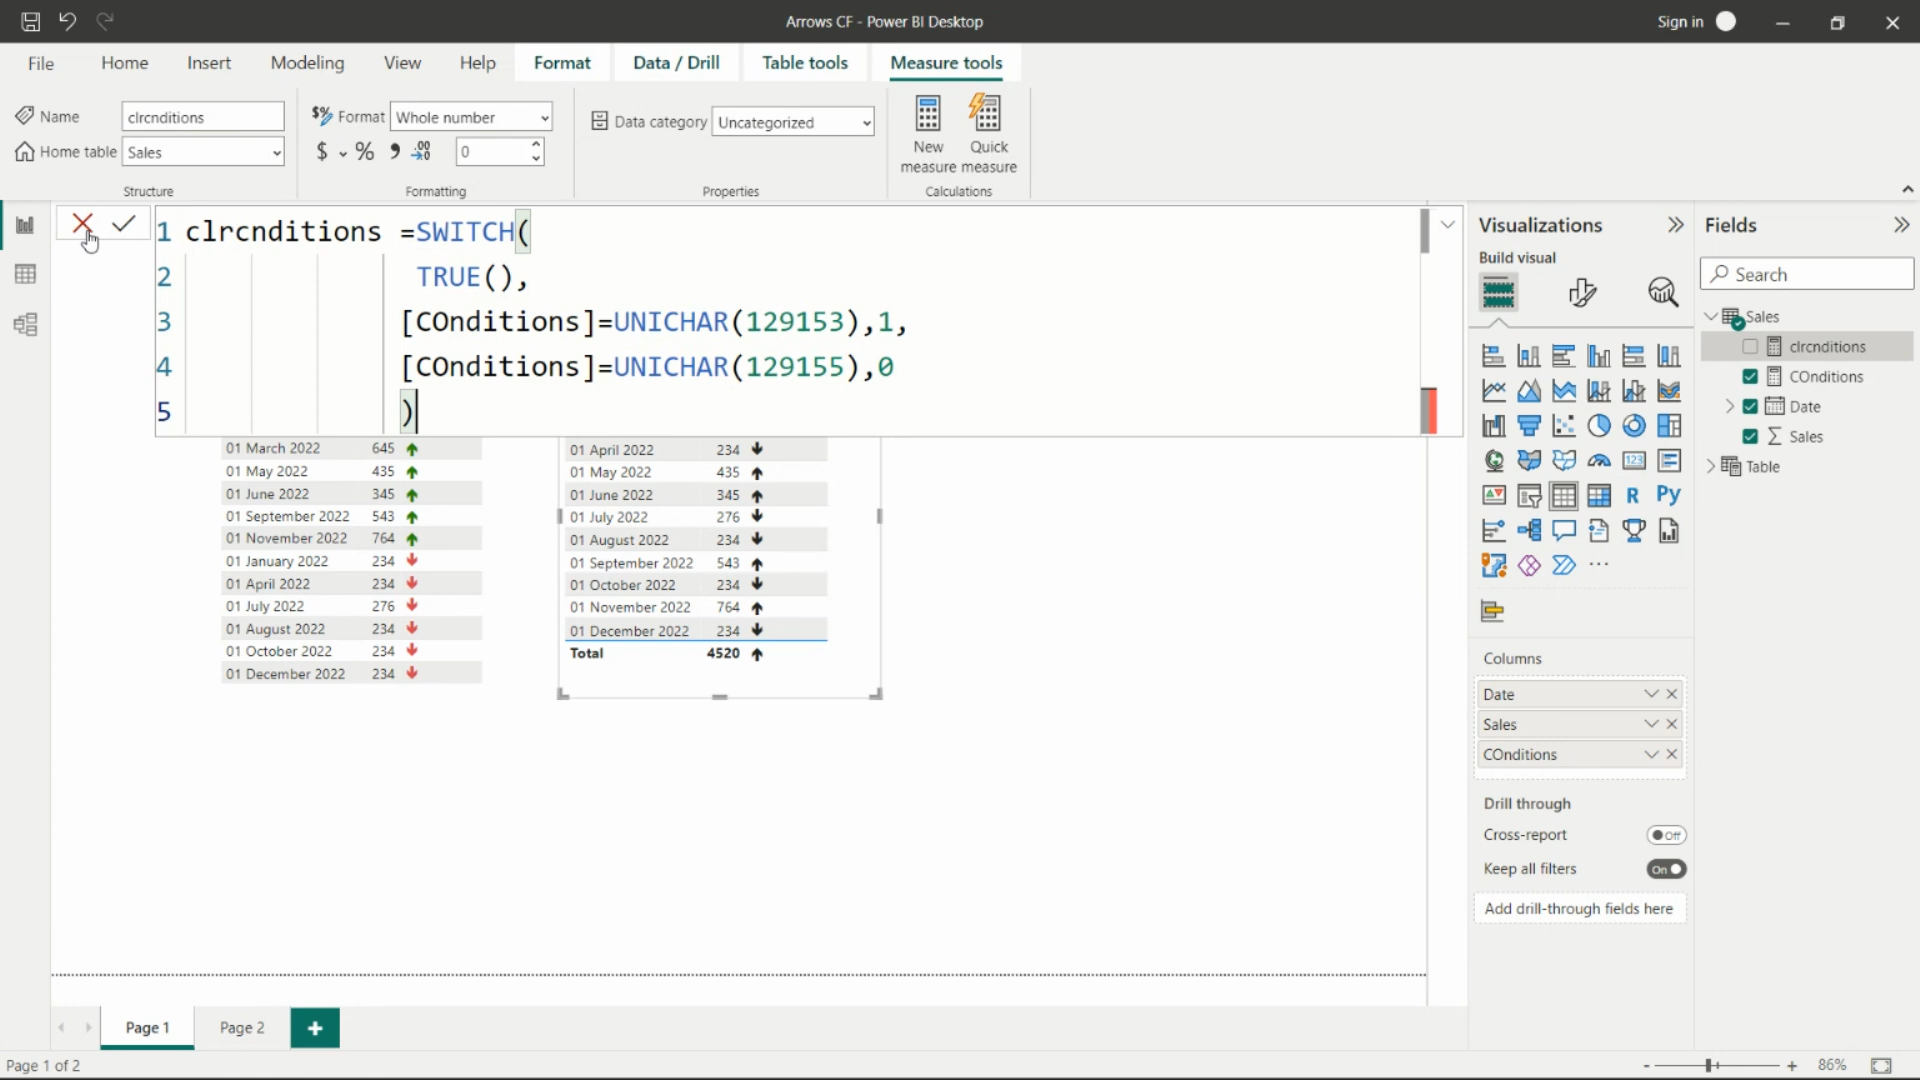 Arrows CF - Power BI Desktop
Sign in
File Home Insert Modeling View Help Format Data / Drill Table tools Measure tools
Name clrcnditions
Home table Sales
Structure
Format Whole number
$ % 0
Formatting
Data category Uncategorized
Properties
New measure
Quick measure
Calculations
1 clrcnditions =SWITCH(
2 TRUE(),
3 [COnditions]=UNICHAR(129153),1,
4 [COnditions]=UNICHAR(129155),0
5 )
01 March 2022 645 🡅
01 May 2022 435 🡅
01 June 2022 345 🡅
01 September 2022 543 🡅
01 November 2022 764 🡅
01 January 2022 234 🡇
01 April 2022 234 🡇
01 July 2022 276 🡇
01 August 2022 234 🡇
01 October 2022 234 🡇
01 December 2022 234 🡇
01 April 2022 234 🡇
01 May 2022 435 🡅
01 June 2022 345 🡅
01 July 2022 276 🡇
01 August 2022 234 🡇
01 September 2022 543 🡅
01 October 2022 234 🡇
01 November 2022 764 🡅
01 December 2022 234 🡇
Total 4520 🡅
Visualizations
Build visual
123
R Py
Columns
Date
Sales
COnditions
Drill through
Cross-report Off
Keep all filters On
Add drill-through fields here
Fields
Search
Sales
clrcnditions
COnditions
Date
∑ Sales
Table
Page 1 Page 2 +
Page 1 of 2
- + 86%